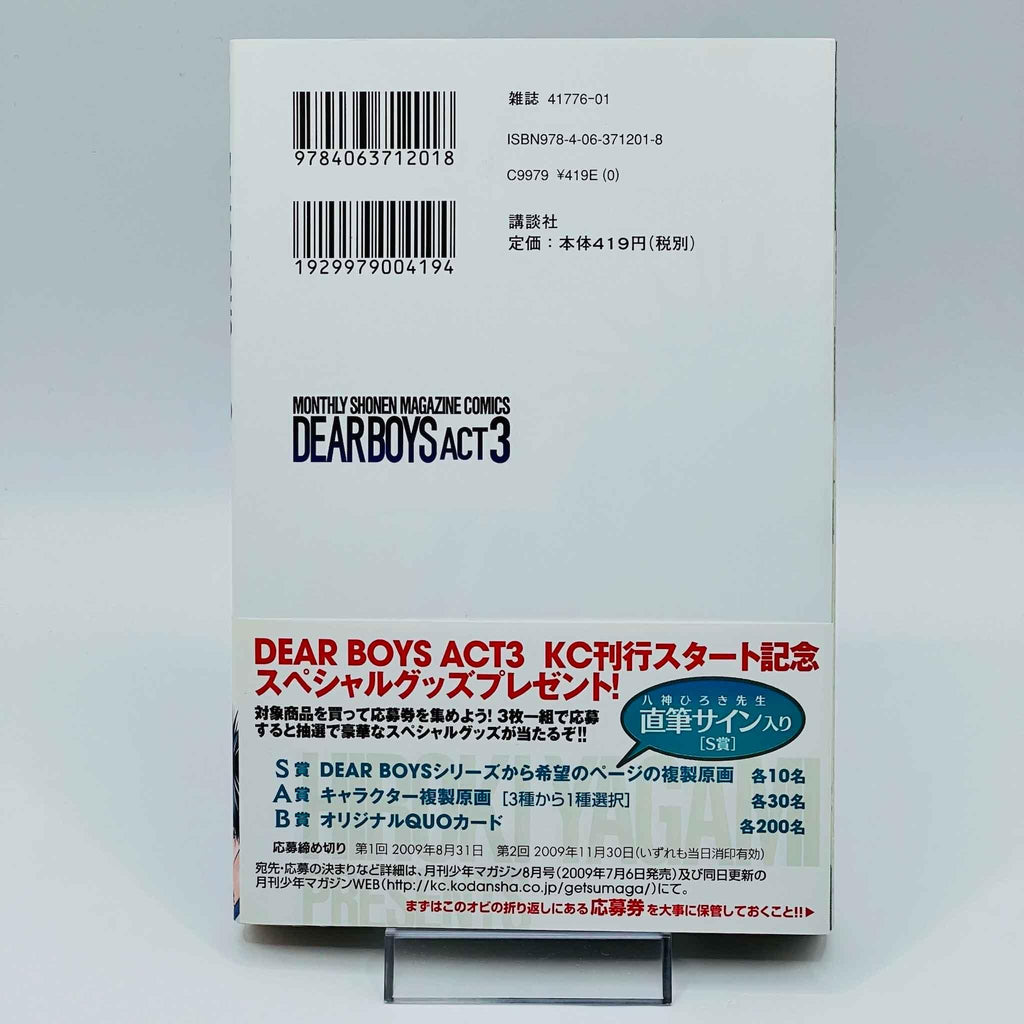 9784063712018
雑誌 41776-01
ISBN978-4-06-371201-8
C9979 ¥419E (0)
1929979004194
講談社
定価：本体419円(税別)
MONTHLY SHONEN MAGAZINE COMICS
DEAR BOYS ACT3
DEAR BOYS ACT3 KC刊行スタート記念
スペシャルグッズプレゼント!
八神ひろき先生
直筆サイン入り
[S賞]
対象商品を買って応募券を集めよう! 3枚一組で応募
すると抽選で豪華なスペシャルグッズが当たるぞ!!
S賞 DEAR BOYSシリーズから希望のページの複製原画 各10名
A賞 キャラクター複製原画 [3種から1種選択] 各30名
B賞 オリジナルQUOカード 各200名
応募締め切り 第1回 2009年8月31日 第2回 2009年11月30日(いずれも当日消印有効)
宛先・応募の決まりなど詳細は、月刊少年マガジン8月号(2009年7月6日発売)及び同日更新の
月刊少年マガジンWEB(http://kc.kodansha.co.jp/getsumaga/)にて。
まずはこのオビの折り返しにある応募券を大事に保管しておくこと!!▶
HIROKI YAGAMI
PRESENTS